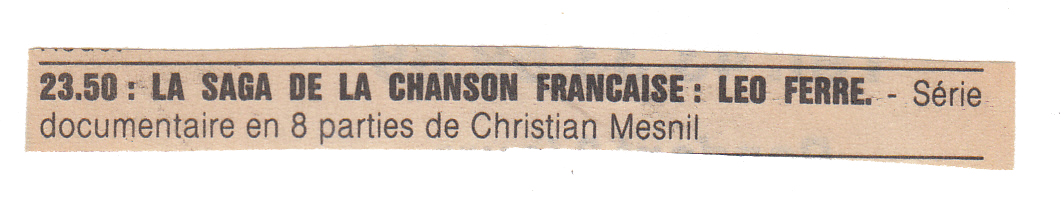 23.50 : LA SAGA DE LA CHANSON FRANCAISE : LEO FERRE. - Série
documentaire en 8 parties de Christian Mesnil